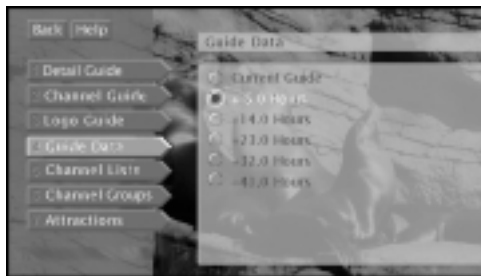 Back Help
Guide Data
Detail Guide
Channel Guide
Logo Guide
Guide Data
Channel Lists
Channel Groups
Attractions
Current Guide
+ 5.0 Hours
+14.0 Hours
+23.0 Hours
+32.0 Hours
+41.0 Hours